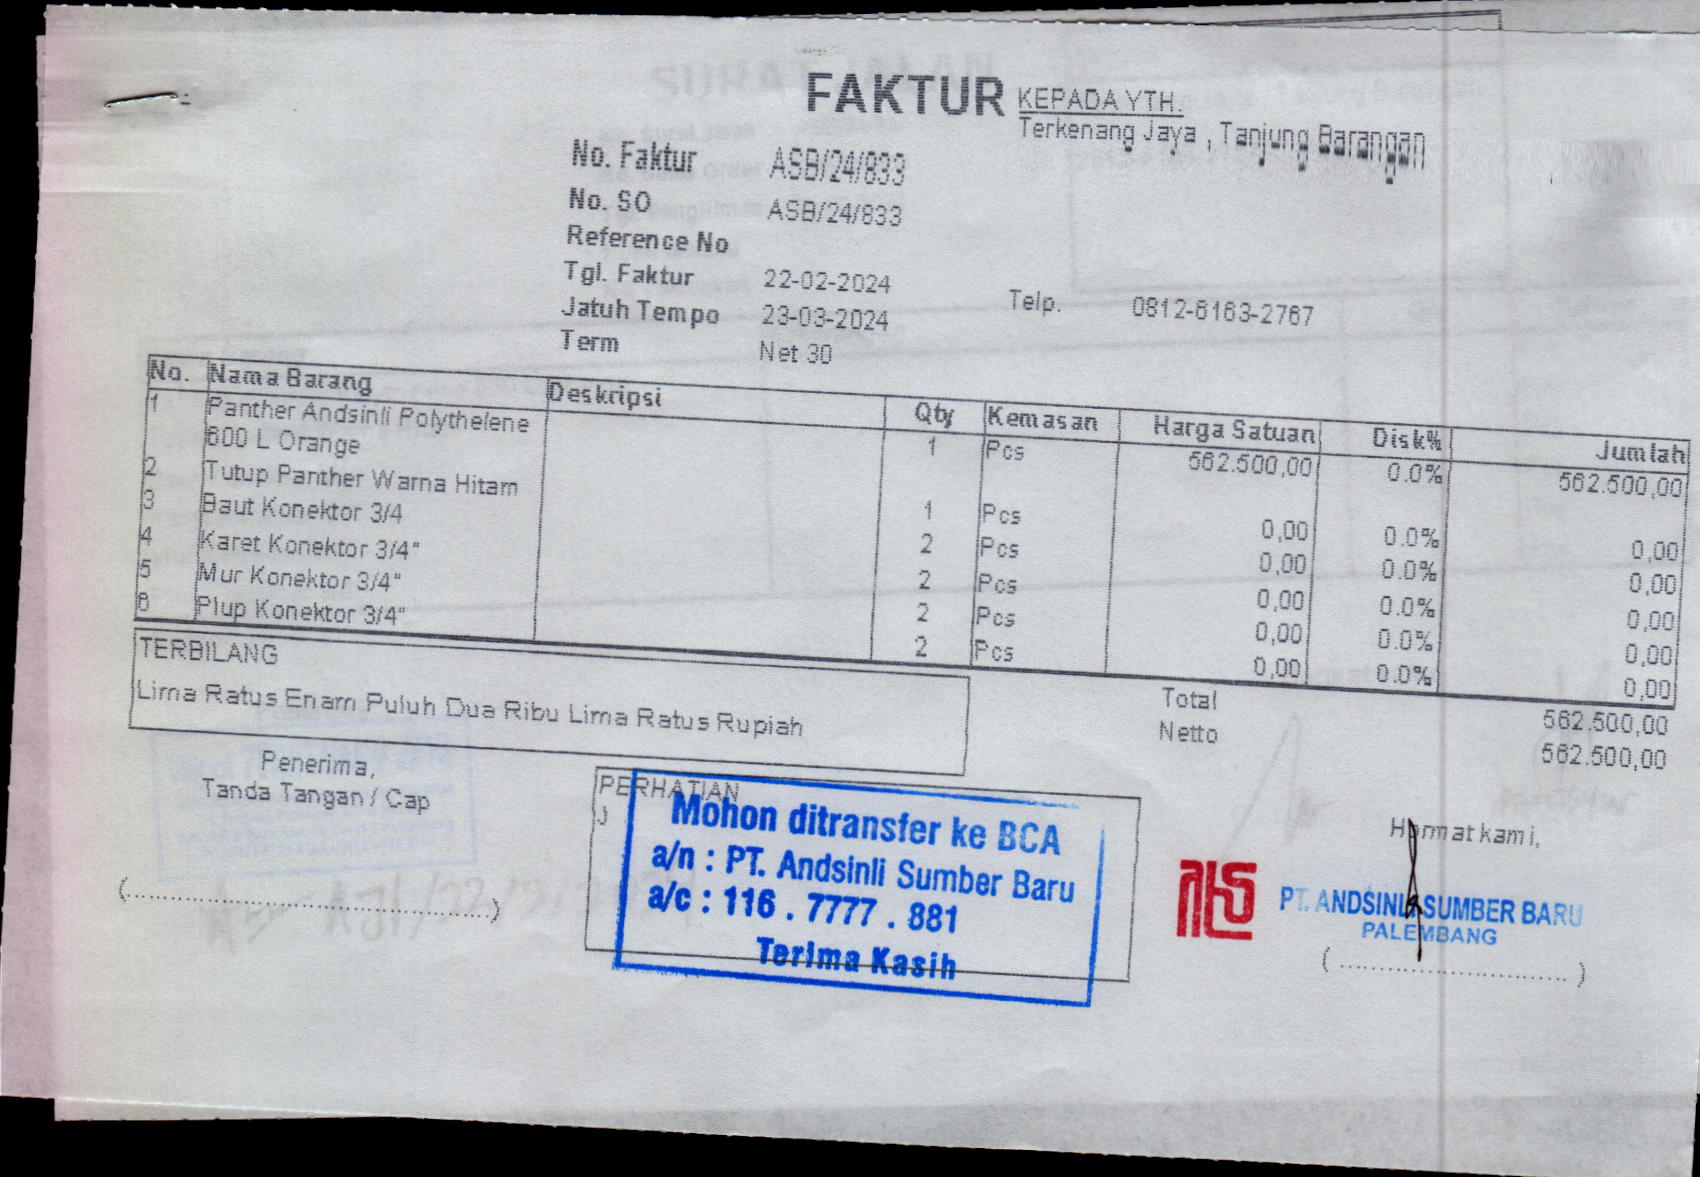 FAKTUR
KEPADA YTH.
Terkenang Jaya , Tanjung Barangan
No. Faktur ASB/24/833
No. SO ASB/24/833
Reference No
Tgl. Faktur 22-02-2024
Jatuh Tempo 23-03-2024
Term Net 30
Telp. 0812-6163-2767
No. Nama Barang Deskripsi Qty Kemasan Harga Satuan Disk% Jumlah
1 Panther Andsinli Polythelene 1 Pcs 562.500,00 0.0% 562.500,00
600 L Orange
2 Tutup Panther Warna Hitam 1 Pcs 0,00 0.0% 0,00
3 Baut Konektor 3/4 2 Pcs 0,00 0.0% 0,00
4 Karet Konektor 3/4" 2 Pcs 0,00 0.0% 0,00
5 Mur Konektor 3/4" 2 Pcs 0,00 0.0% 0,00
6 Plup Konektor 3/4" 2 Pcs 0,00 0.0% 0,00
TERBILANG
Lima Ratus Enam Puluh Dua Ribu Lima Ratus Rupiah
Total 562.500,00
Netto 562.500,00
Penerima,
Tanda Tangan / Cap
(..........................................................)
PERHATIAN
Mohon ditransfer ke BCA
a/n : PT. Andsinli Sumber Baru
a/c : 116 . 7777 . 881
Terima Kasih
Hormat kami,
PT. ANDSINLI SUMBER BARU
PALEMBANG
( .................................... )